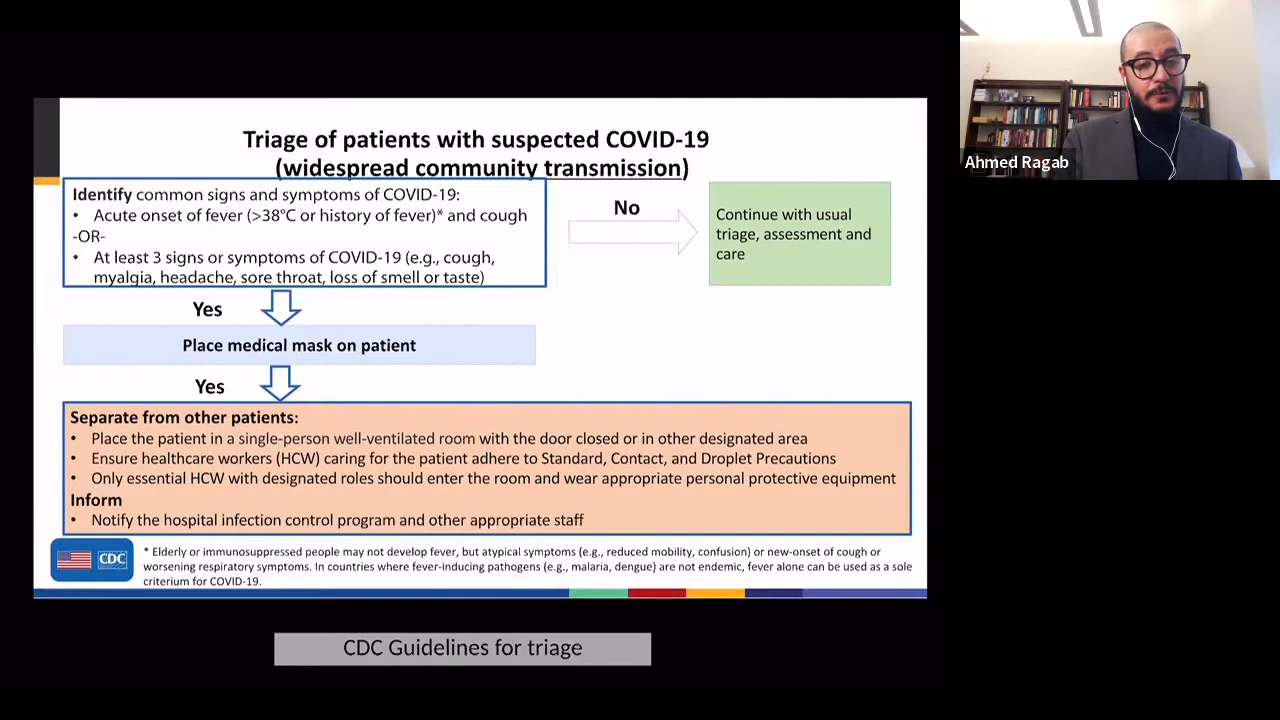 Triage of patients with suspected COVID-19
(widespread community transmission)
Identify common signs and symptoms of COVID-19:
• Acute onset of fever (>38°C or history of fever)* and cough
-OR-
• At least 3 signs or symptoms of COVID-19 (e.g., cough,
myalgia, headache, sore throat, loss of smell or taste)
No
Continue with usual
triage, assessment and
care
Yes
Place medical mask on patient
Yes
Separate from other patients:
• Place the patient in a single-person well-ventilated room with the door closed or in other designated area
• Ensure healthcare workers (HCW) caring for the patient adhere to Standard, Contact, and Droplet Precautions
• Only essential HCW with designated roles should enter the room and wear appropriate personal protective equipment
Inform
• Notify the hospital infection control program and other appropriate staff
CDC
* Elderly or immunosuppressed people may not develop fever, but atypical symptoms (e.g., reduced mobility, confusion) or new-onset of cough or
worsening respiratory symptoms. In countries where fever-inducing pathogens (e.g., malaria, dengue) are not endemic, fever alone can be used as a sole
criterium for COVID-19.
CDC Guidelines for triage
Ahmed Ragab